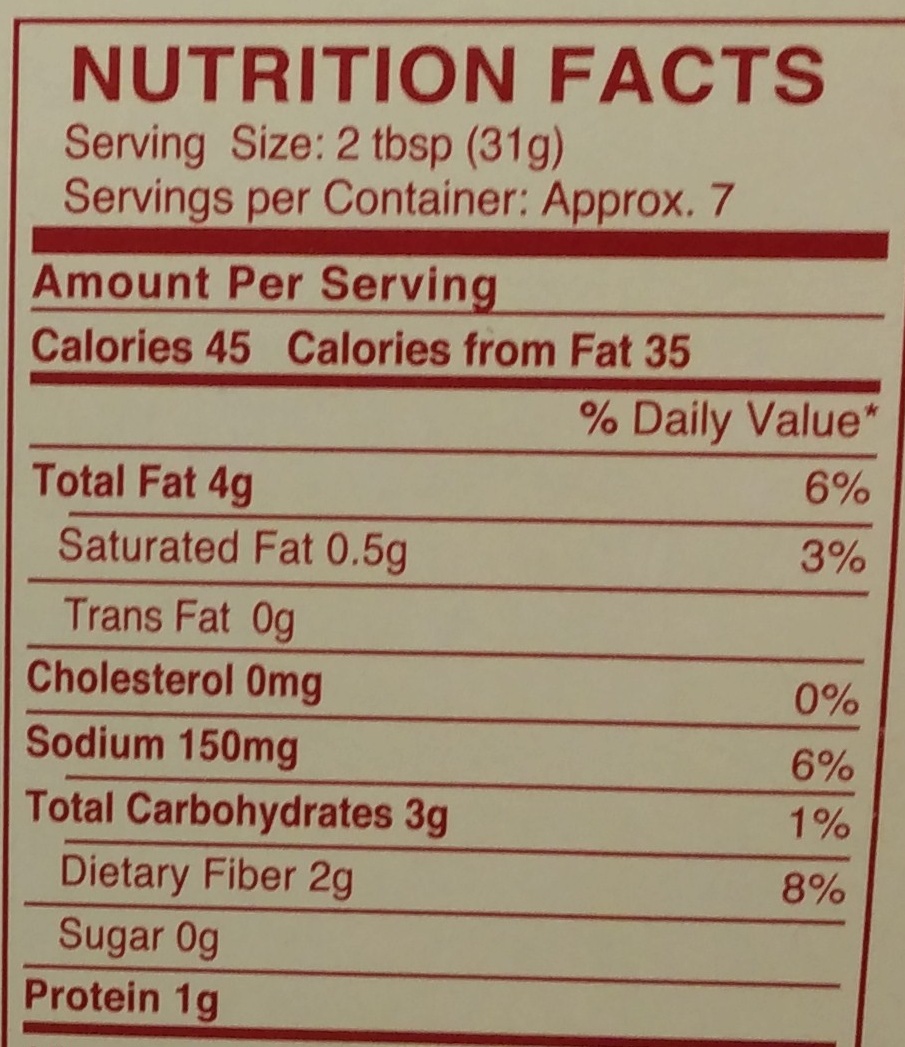 NUTRITION FACTS
Serving Size: 2 tbsp (31g)
Servings per Container: Approx. 7
Amount Per Serving
Calories 45 Calories from Fat 35
% Daily Value*
Total Fat 4g 6%
Saturated Fat 0.5g 3%
Trans Fat 0g
Cholesterol 0mg 0%
Sodium 150mg 6%
Total Carbohydrates 3g 1%
Dietary Fiber 2g 8%
Sugar 0g
Protein 1g